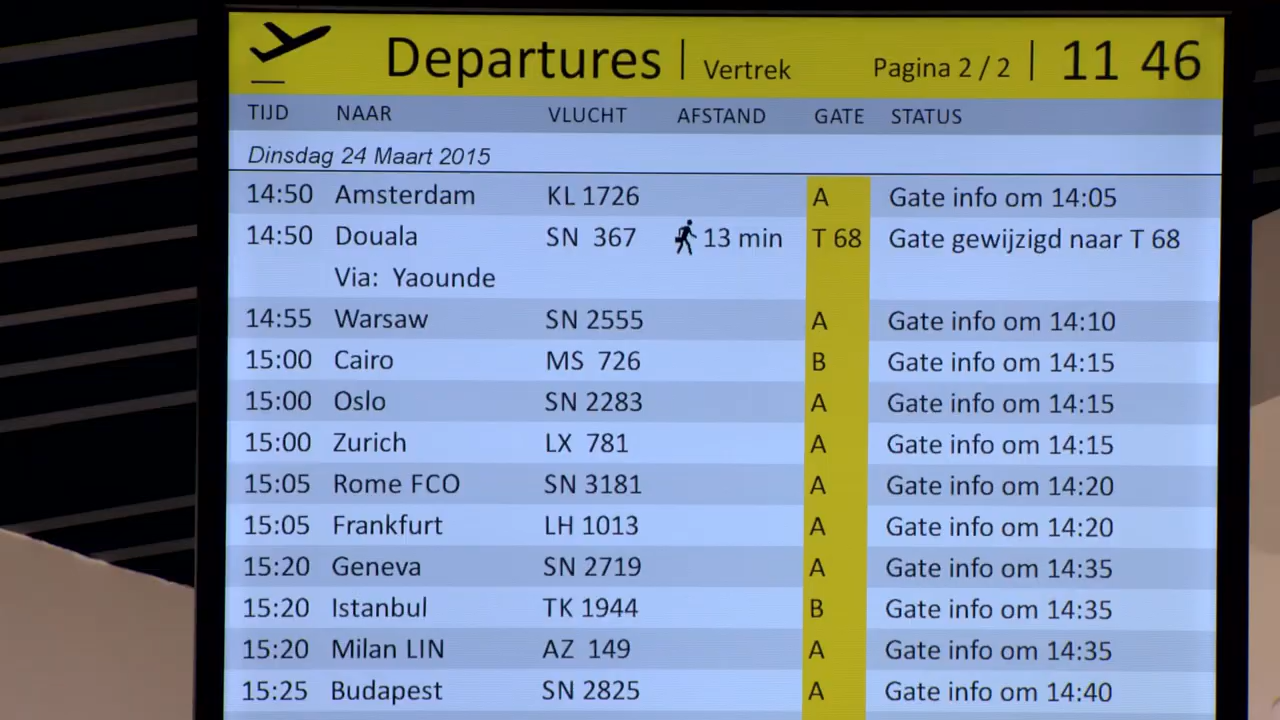 Departures | Vertrek Pagina 2 / 2 | 11 46
TIJD NAAR VLUCHT AFSTAND GATE STATUS
Dinsdag 24 Maart 2015
14:50 Amsterdam KL 1726 A Gate info om 14:05
14:50 Douala SN 367 13 min T 68 Gate gewijzigd naar T 68
Via: Yaounde
14:55 Warsaw SN 2555 A Gate info om 14:10
15:00 Cairo MS 726 B Gate info om 14:15
15:00 Oslo SN 2283 A Gate info om 14:15
15:00 Zurich LX 781 A Gate info om 14:15
15:05 Rome FCO SN 3181 A Gate info om 14:20
15:05 Frankfurt LH 1013 A Gate info om 14:20
15:20 Geneva SN 2719 A Gate info om 14:35
15:20 Istanbul TK 1944 B Gate info om 14:35
15:20 Milan LIN AZ 149 A Gate info om 14:35
15:25 Budapest SN 2825 A Gate info om 14:40